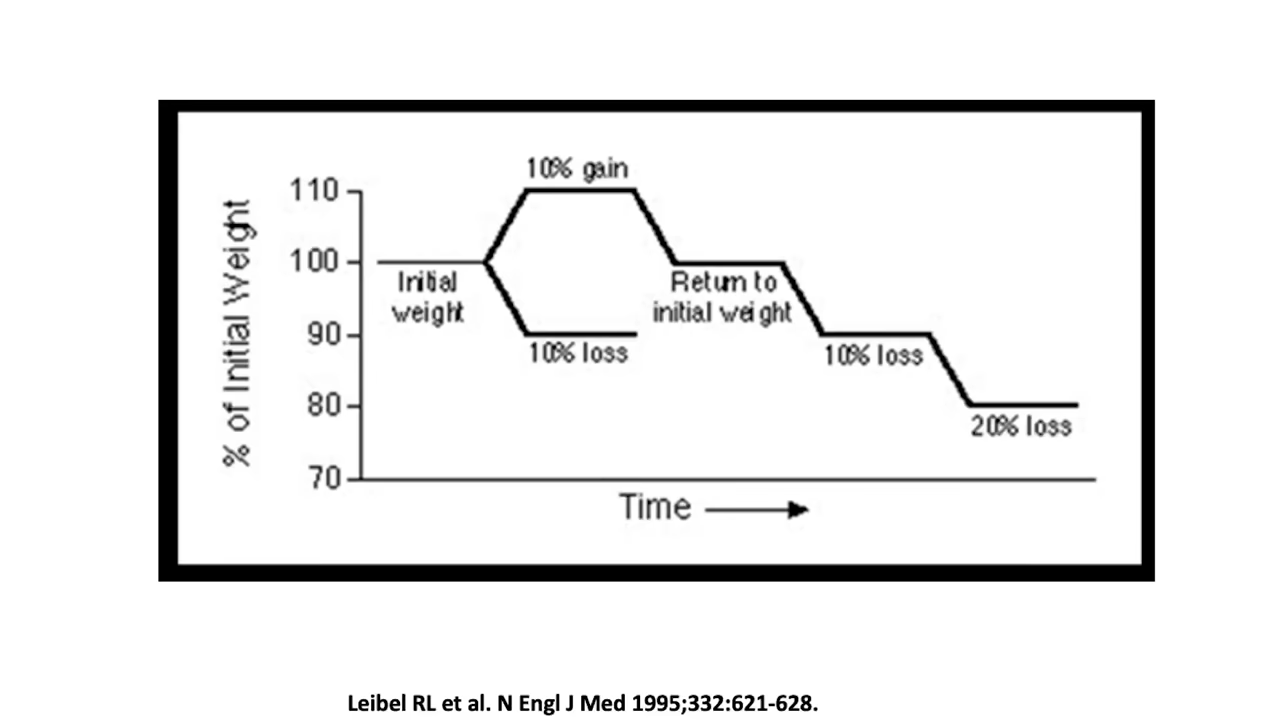 10% gain
110
100
90
80
70
% of Initial Weight
Initial
weight
10% loss
Return to
initial weight
10% loss
20% loss
Time
Leibel RL et al. N Engl J Med 1995;332:621-628.